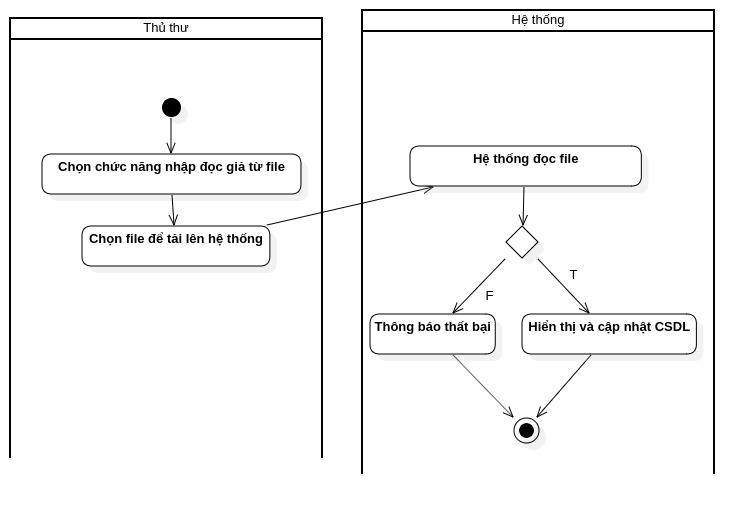 Thủ thư
Hệ thống
Chọn chức năng nhập đọc giả từ file
Chọn file để tải lên hệ thống
Hệ thống đọc file
T
F
Thông báo thất bại
Hiển thị và cập nhật CSDL